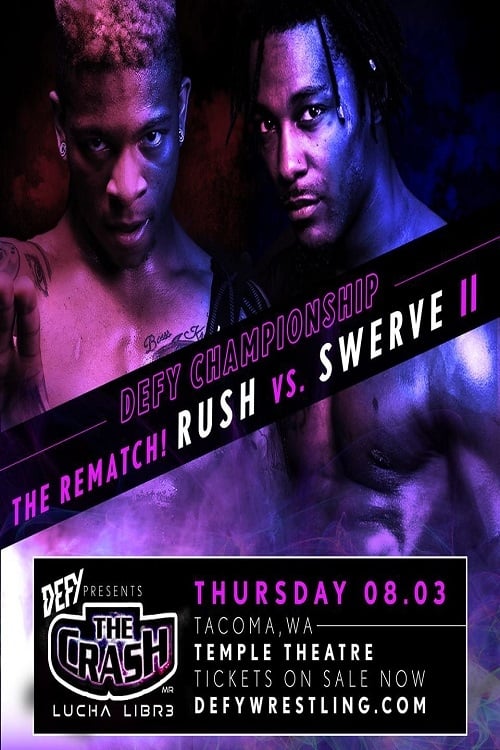 DEFY CHAMPIONSHIP
THE REMATCH! RUSH VS. SWERVE II
DEFY PRESENTS
THE
CRASH
MR
LUCHA LIBR3
THURSDAY 08.03
TACOMA, WA
TEMPLE THEATRE
TICKETS ON SALE NOW
DEFYWRESTLING.COM